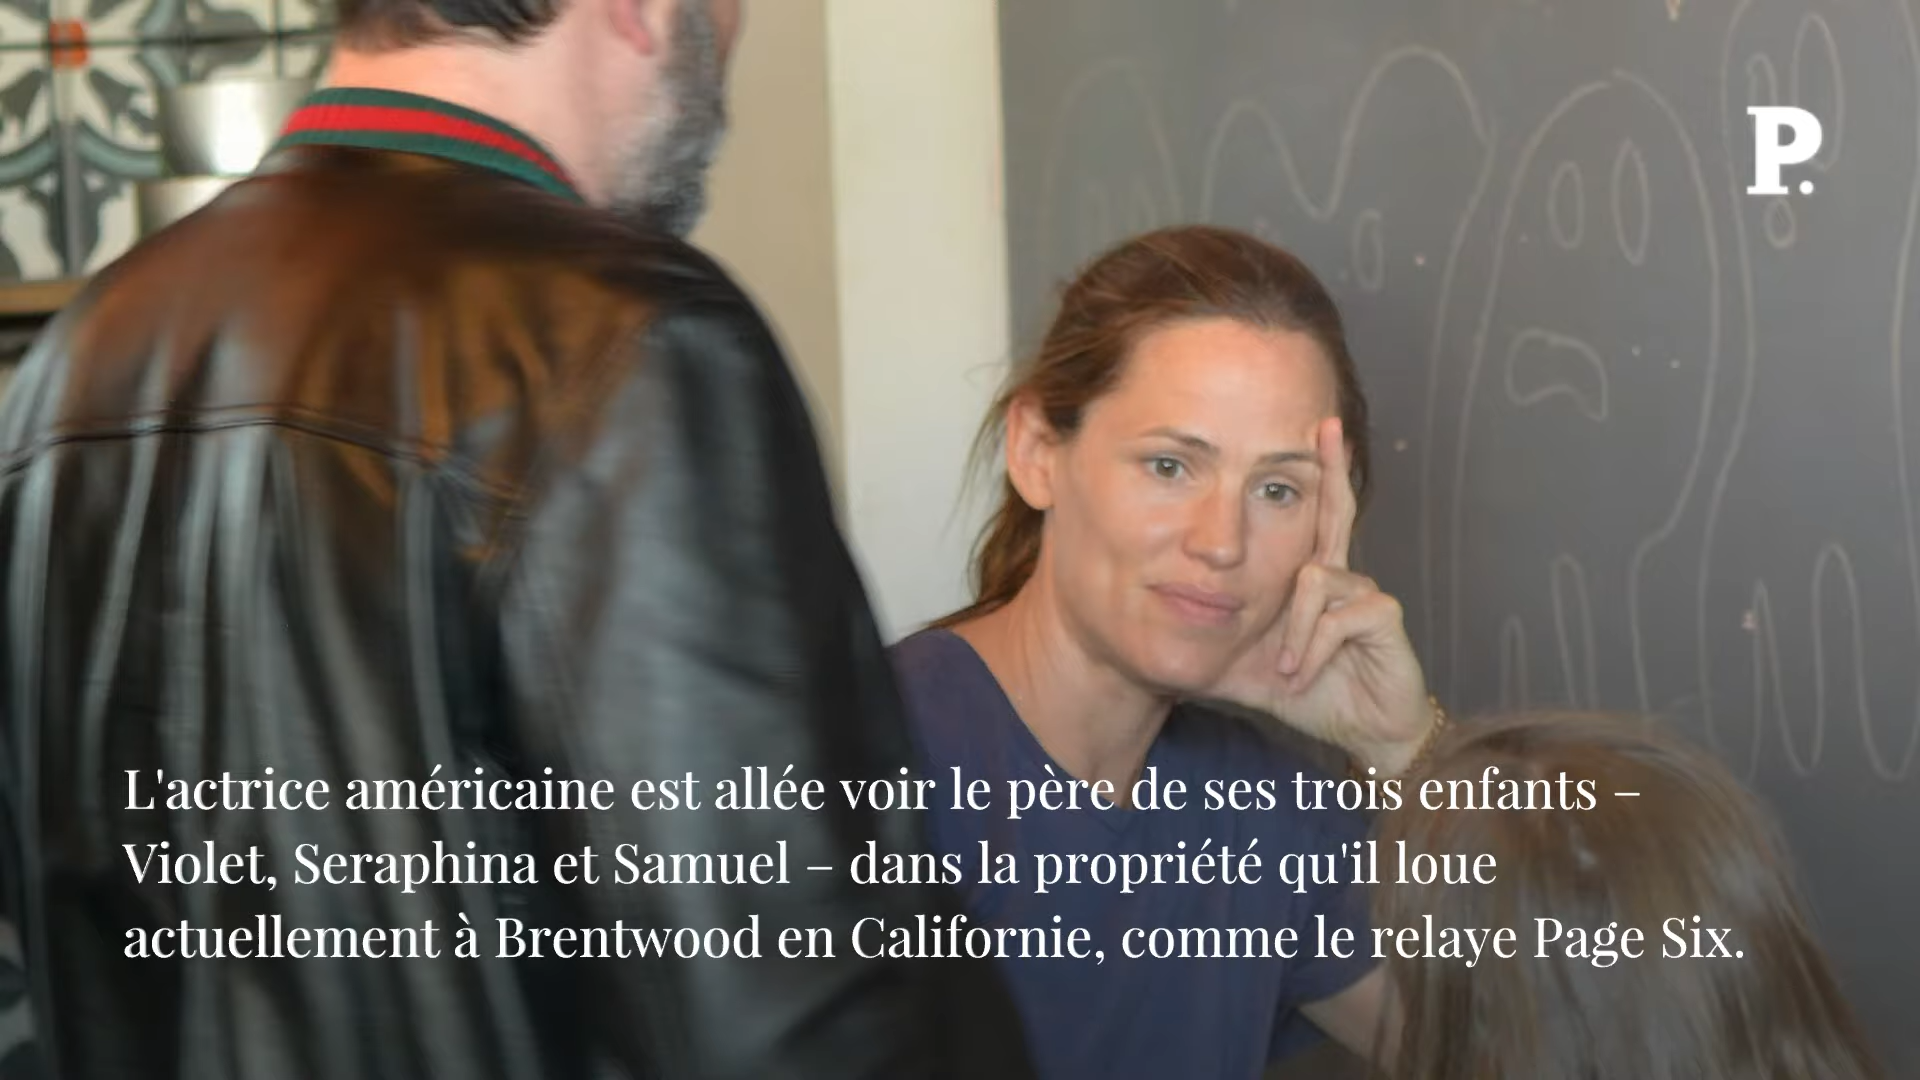 P.
L'actrice américaine est allée voir le père de ses trois enfants –
Violet, Seraphina et Samuel – dans la propriété qu'il loue
actuellement à Brentwood en Californie, comme le relaye Page Six.